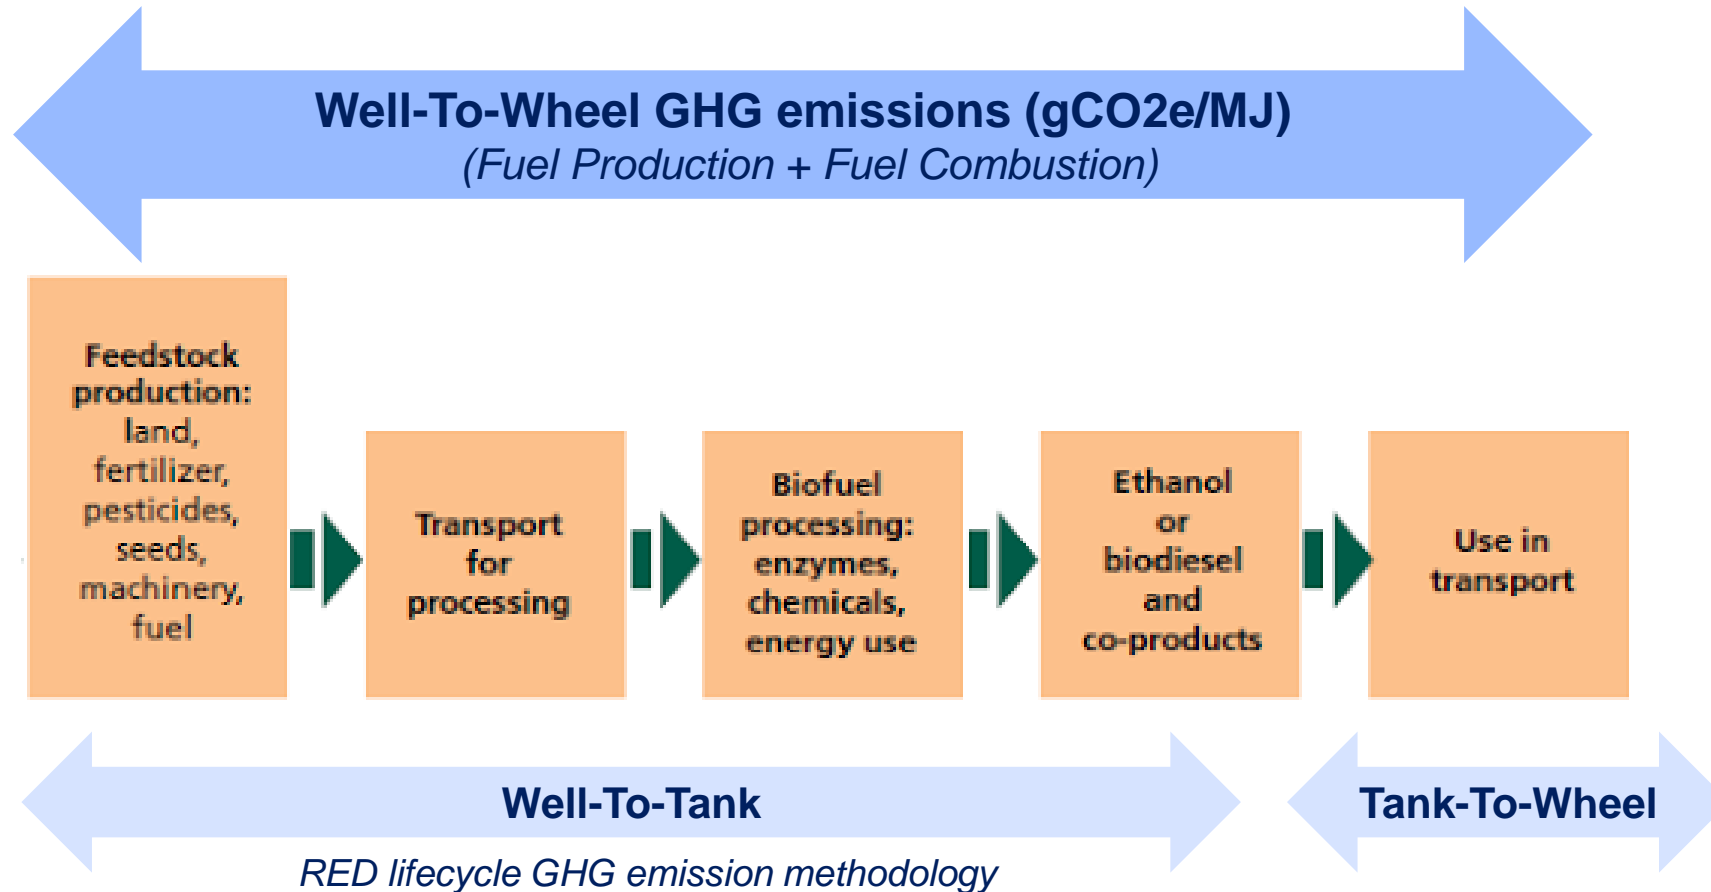 Well-To-Wheel GHG emissions (gCO2e/MJ)
(Fuel Production + Fuel Combustion)
Feedstock
production:
land,
fertilizer,
pesticides,
seeds,
machinery,
fuel
Transport
for
processing
Biofuel
processing:
enzymes,
chemicals,
energy use
Ethanol
or
biodiesel
and
co-products
Use in
transport
Well-To-Tank
Tank-To-Wheel
RED lifecycle GHG emission methodology